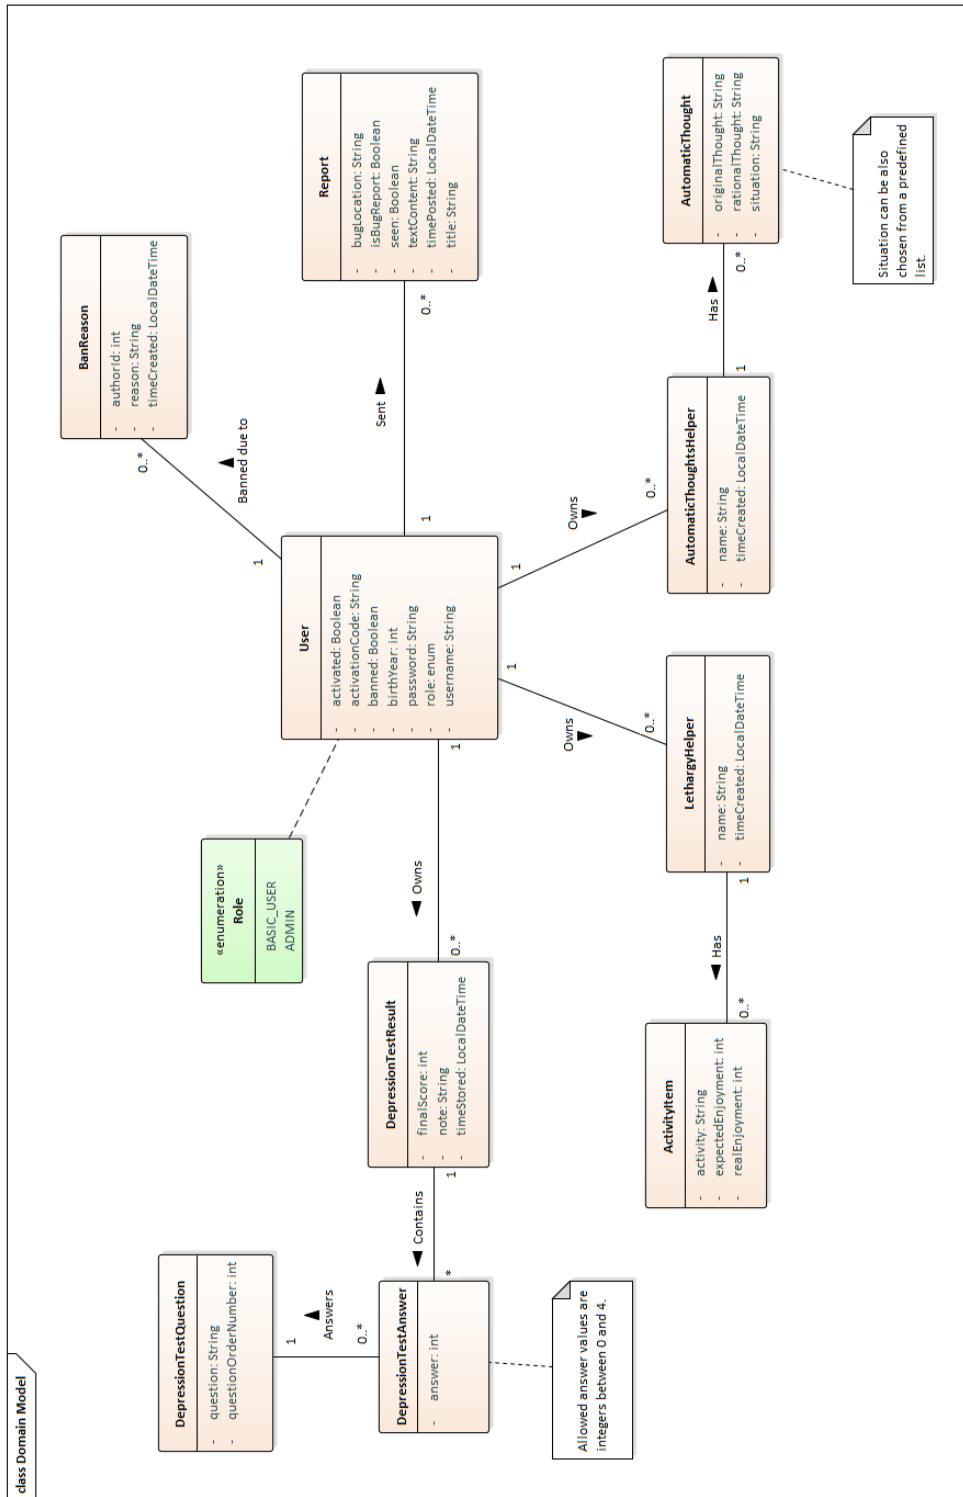 class Domain Model
DepressionTestQuestion
- question: String
- questionOrderNumber: int
1
Answers
0..*
DepressionTestAnswer
- answer: int
Allowed answer values are
integers between 0 and 4.
*
Contains
1
DepressionTestResult
- finalScore: int
- note: String
- timeStored: LocalDateTime
0..*
Owns
1
«enumeration»
Role
BASIC_USER
ADMIN
User
- activated: Boolean
- activationCode: String
- banned: Boolean
- birthYear: int
- password: String
- role: enum
- username: String
1
Banned due to
0..*
BanReason
- authorId: int
- reason: String
- timeCreated: LocalDateTime
1
Sent
0..*
Report
- bugLocation: String
- isBugReport: Boolean
- seen: Boolean
- textContent: String
- timePosted: LocalDateTime
- title: String
1
Owns
0..*
LethargyHelper
- name: String
- timeCreated: LocalDateTime
1
Has
0..*
ActivityItem
- activity: String
- expectedEnjoyment: int
- realEnjoyment: int
1
Owns
0..*
AutomaticThoughtsHelper
- name: String
- timeCreated: LocalDateTime
1
Has
0..*
AutomaticThought
- originalThought: String
- rationalThought: String
- situation: String
Situation can be also
chosen from a predefined
list.